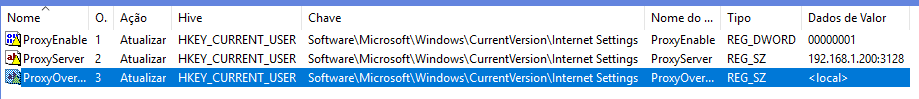 Nome O. Ação Hive Chave Nome do ... Tipo Dados de Valor
ProxyEnable 1 Atualizar HKEY_CURRENT_USER Software\Microsoft\Windows\CurrentVersion\Internet Settings ProxyEnable REG_DWORD 00000001
ProxyServer 2 Atualizar HKEY_CURRENT_USER Software\Microsoft\Windows\CurrentVersion\Internet Settings ProxyServer REG_SZ 192.168.1.200:3128
ProxyOver... 3 Atualizar HKEY_CURRENT_USER Software\Microsoft\Windows\CurrentVersion\Internet Settings ProxyOver... REG_SZ <local>